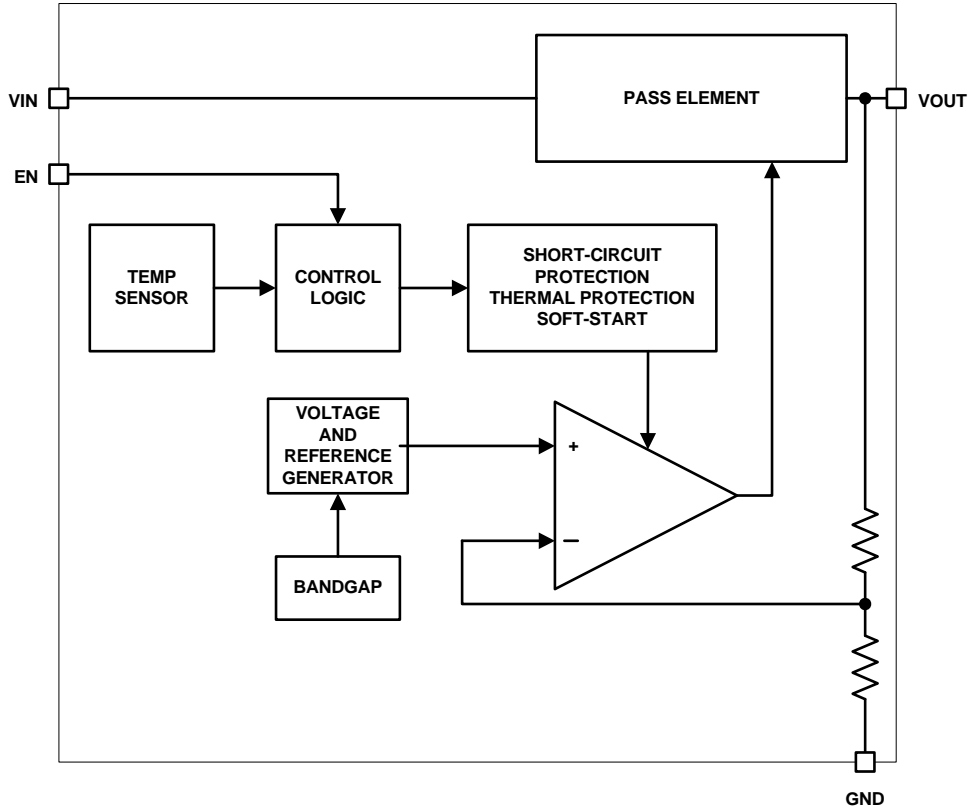 VIN
PASS ELEMENT
VOUT
EN
TEMP
SENSOR
CONTROL
LOGIC
SHORT-CIRCUIT
PROTECTION
THERMAL PROTECTION
SOFT-START
VOLTAGE
AND
REFERENCE
GENERATOR
+
−
BANDGAP
GND